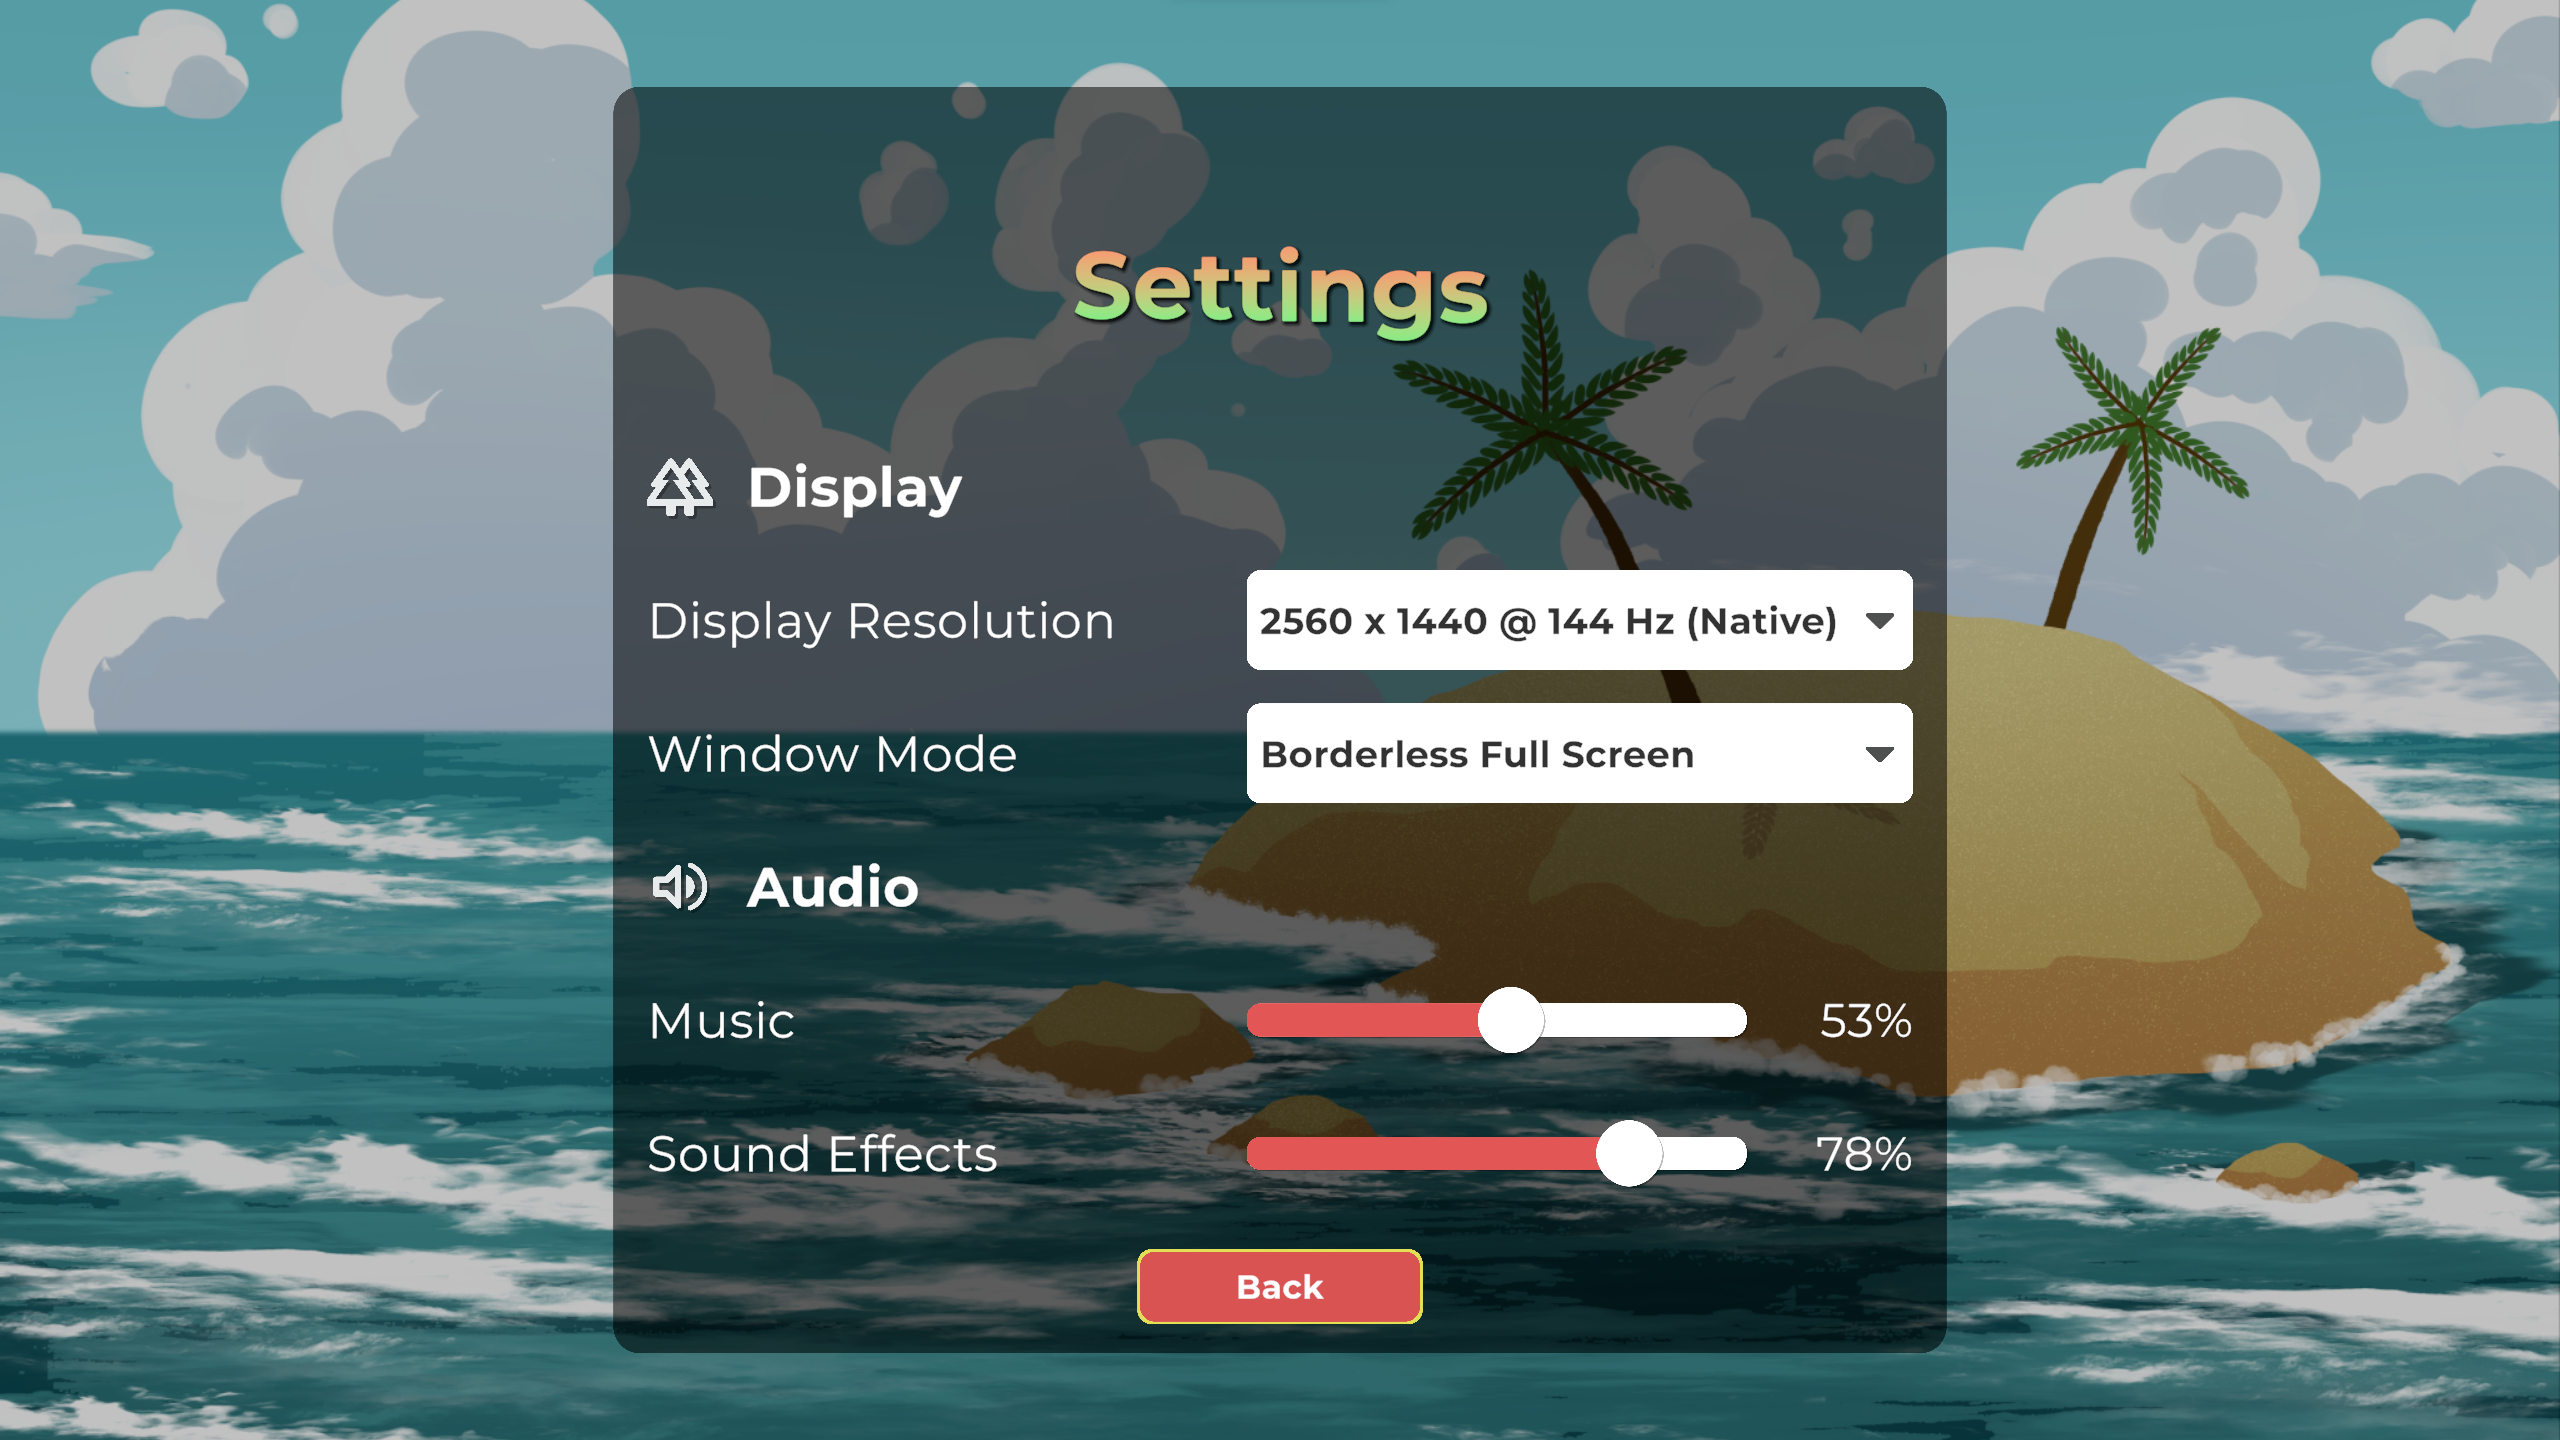 Settings
Display
Display Resolution 2560 x 1440 @ 144 Hz (Native)
Window Mode Borderless Full Screen
Audio
Music 53%
Sound Effects 78%
Back